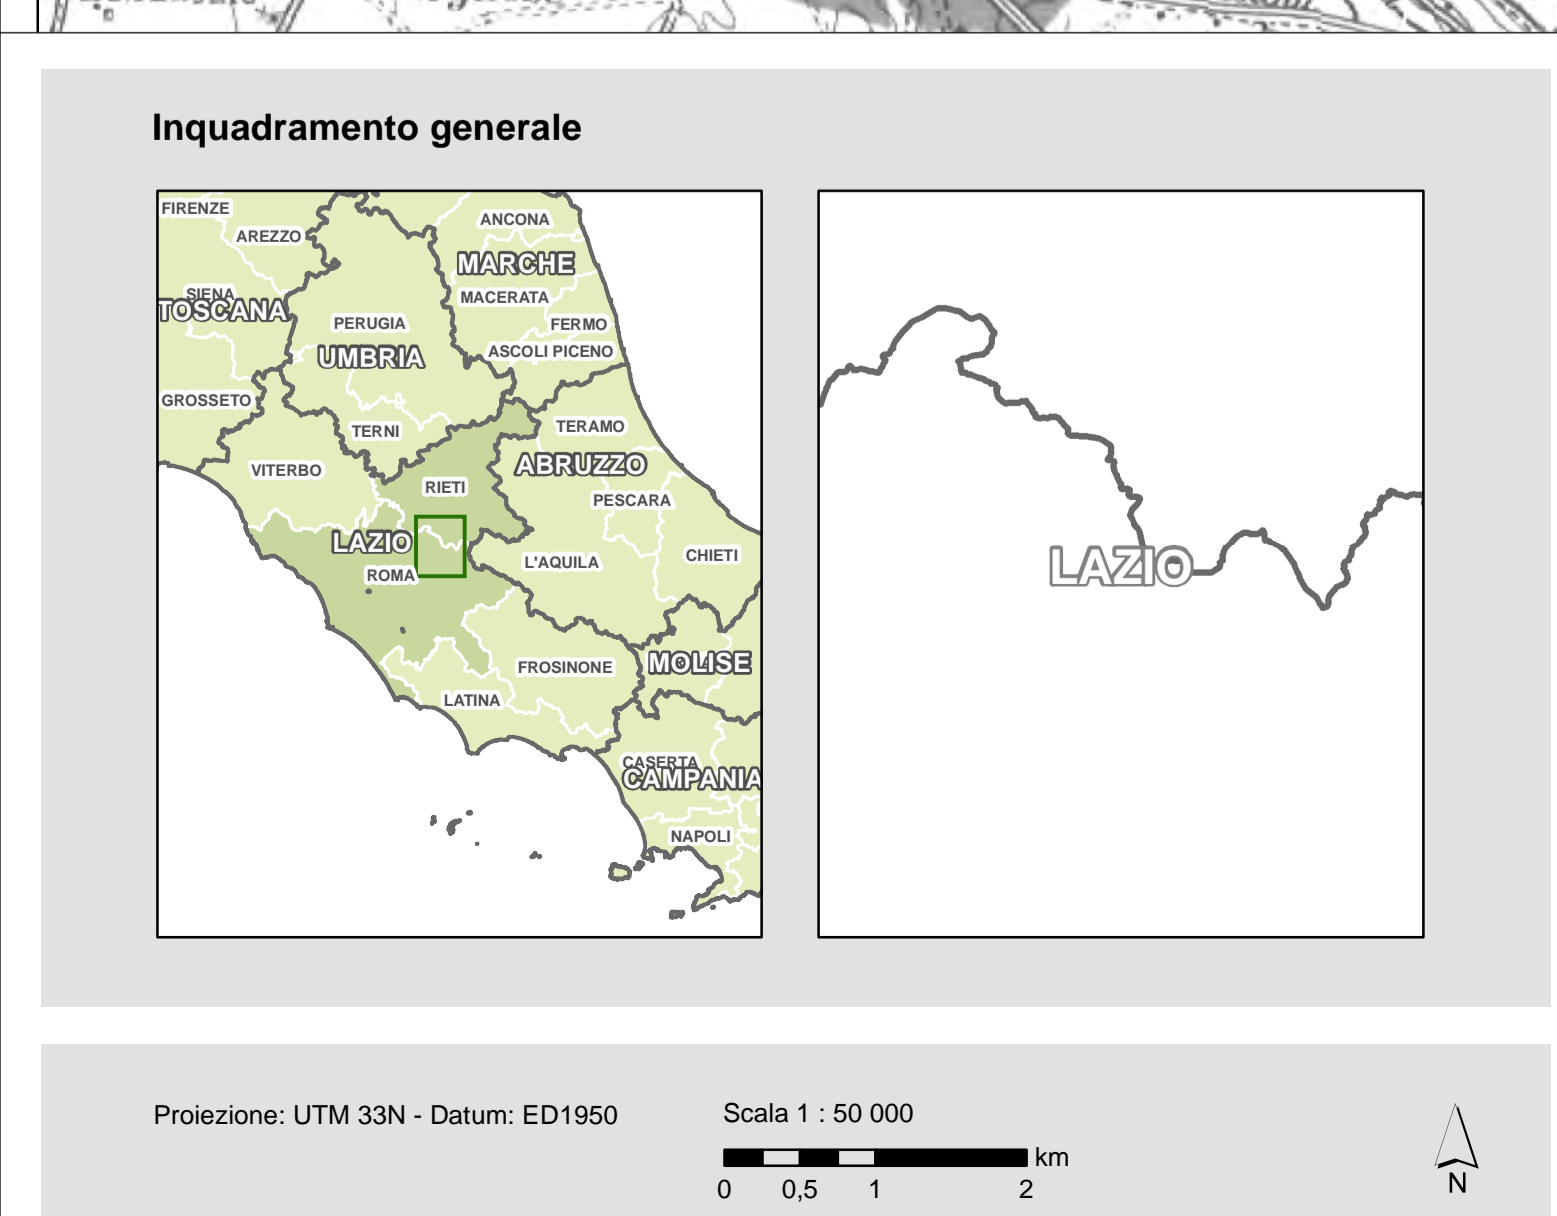 Inquadramento generale
FIRENZE
AREZZO
ANCONA
MARCHE
SIENA
TOSCANA
MACERATA
PERUGIA
FERMO
UMBRIA
ASCOLI PICENO
GROSSETO
TERNI
TERAMO
VITERBO
ABRUZZO
RIETI
PESCARA
LAZIO
L'AQUILA
CHIETI
ROMA
FROSINONE
MOLISE
LATINA
CASERTA
CAMPANIA
NAPOLI
LAZIO
Proiezione: UTM 33N - Datum: ED1950
Scala 1 : 50 000
km
0 0,5 1 2
N